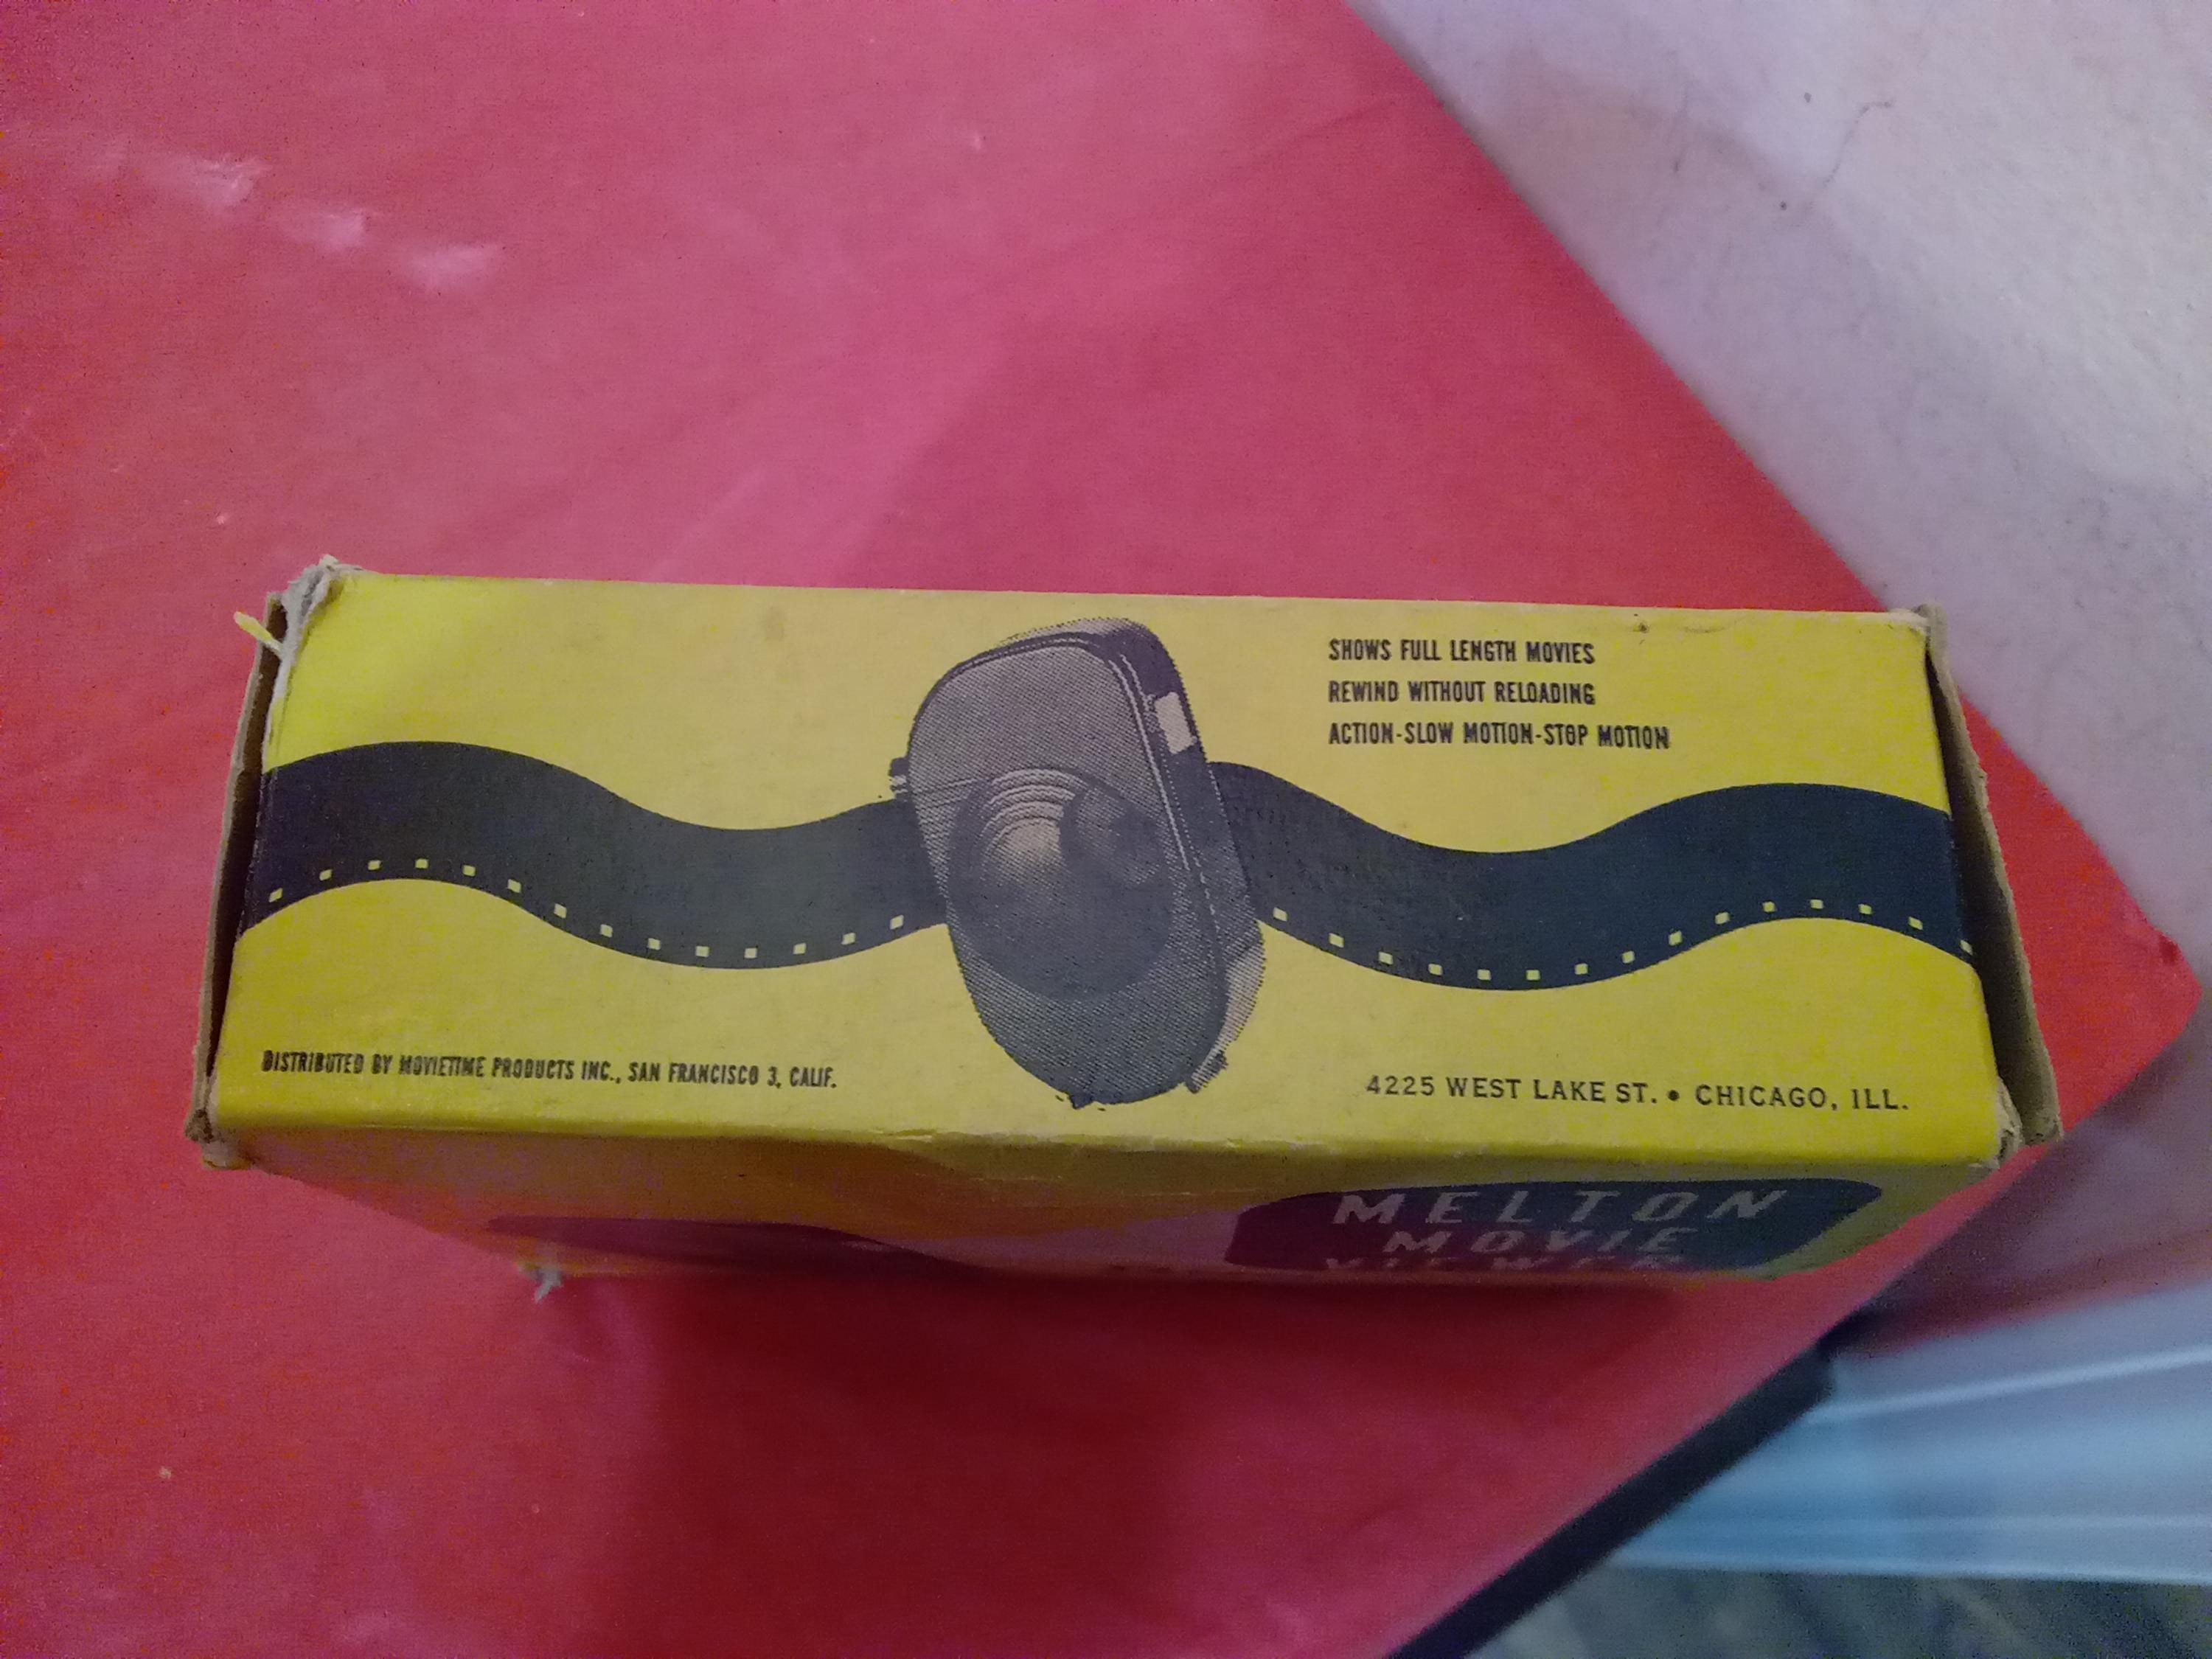 SHOWS FULL LENGTH MOVIES
REWIND WITHOUT RELOADING
ACTION-SLOW MOTION-STOP MOTION
DISTRIBUTED BY MOVIETIME PRODUCTS INC., SAN FRANCISCO 3, CALIF.
4225 WEST LAKE ST. • CHICAGO, ILL.
MELTON
MOVIE
VIEWER